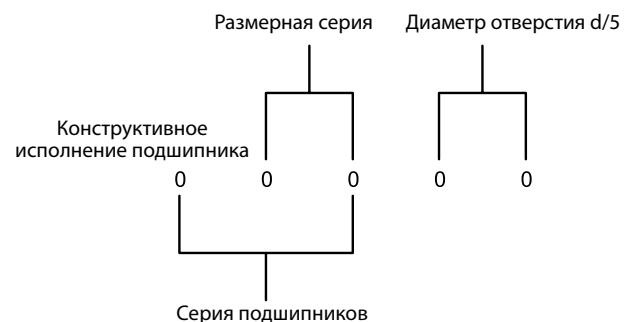 Размерная серия Диаметр отверстия d/5
Конструктивное
исполнение подшипника
0 0 0 0 0
Серия подшипников